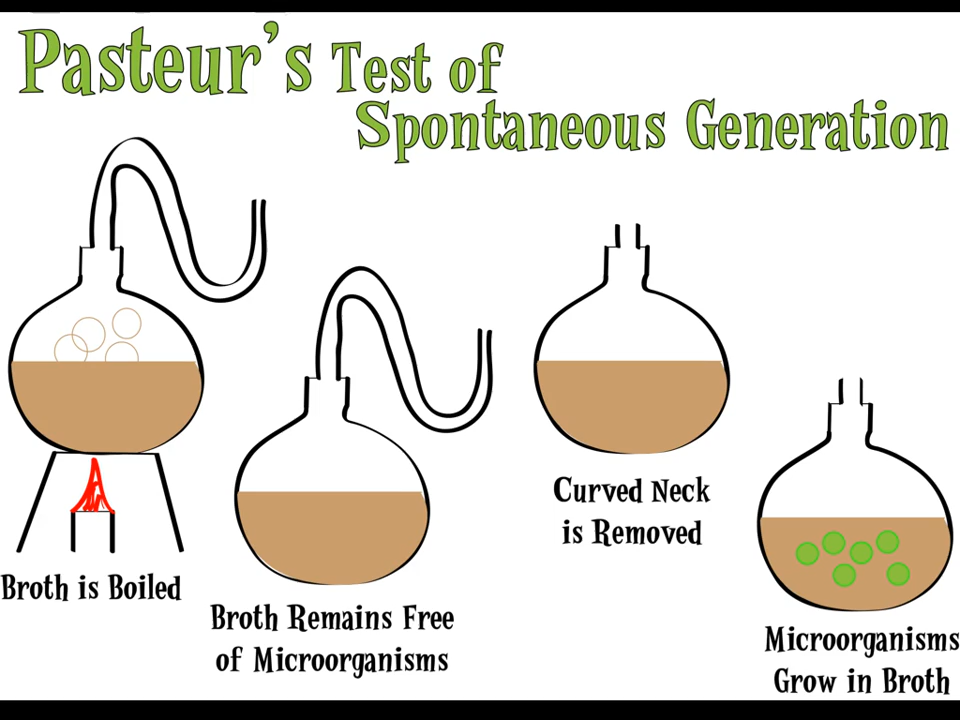 Pasteur's Test of
Spontaneous Generation
Broth is Boiled
Broth Remains Free
of Microorganisms
Curved Neck
is Removed
Microorganisms
Grow in Broth